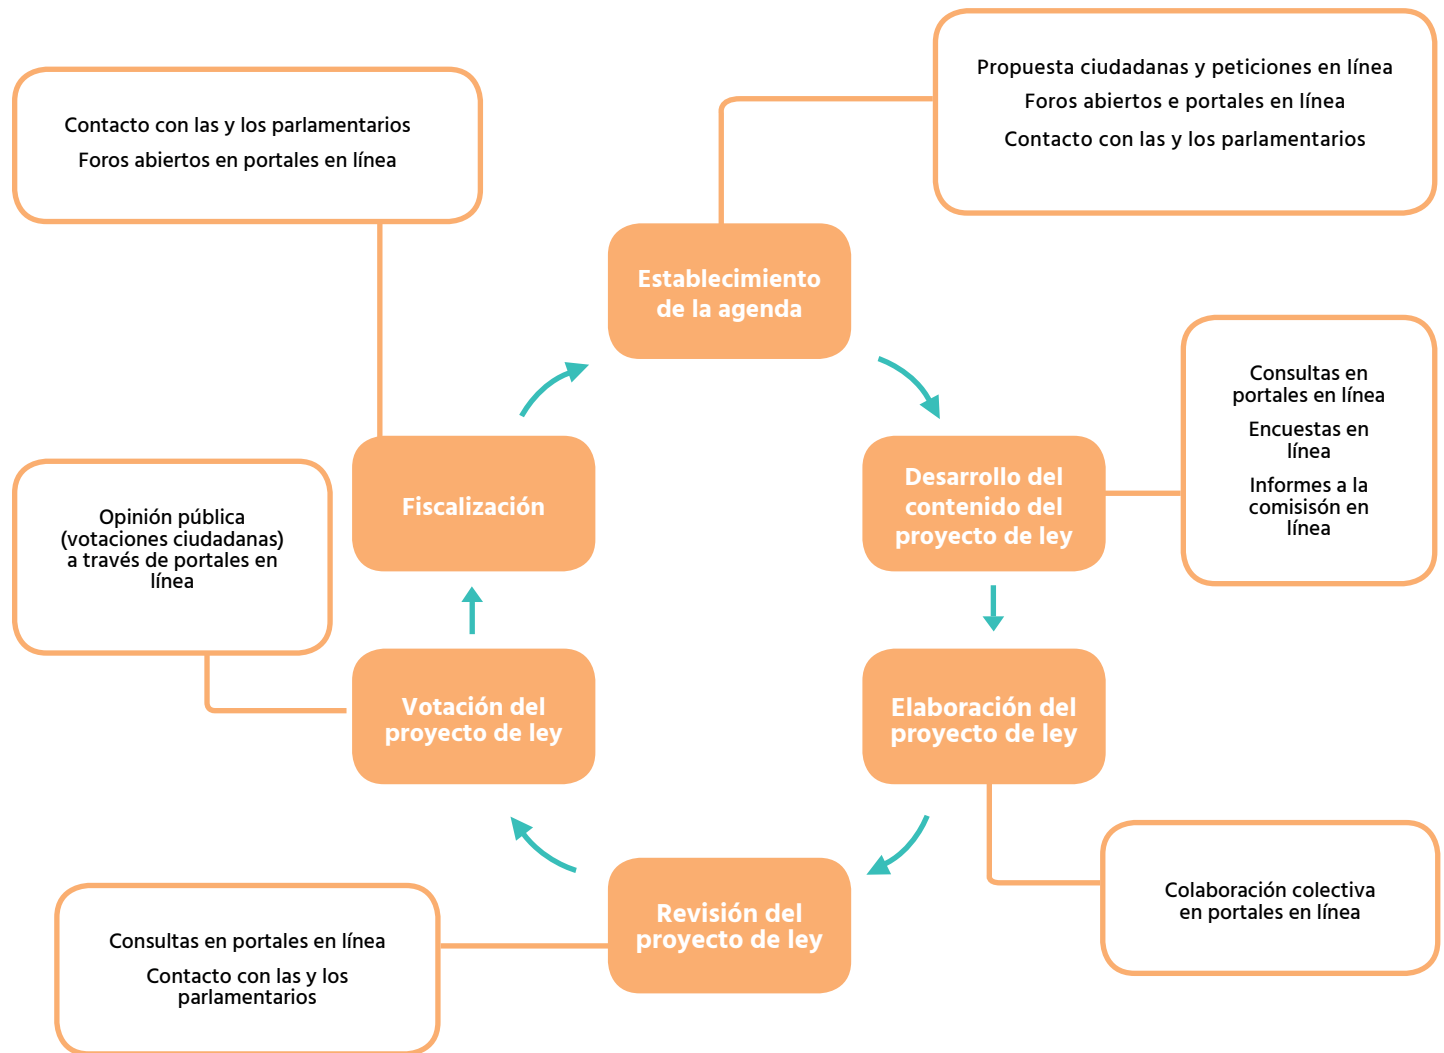 Propuesta ciudadanas y peticiones en línea
Foros abiertos e portales en línea
Contacto con las y los parlamentarios
Contacto con las y los parlamentarios
Foros abiertos en portales en línea
Establecimiento
de la agenda
Consultas en
portales en línea
Encuestas en
línea
Informes a la
comisisón en
línea
Desarrollo del
contenido del
proyecto de ley
Fiscalización
Opinión pública
(votaciones ciudadanas)
a través de portales en
línea
Votación del
proyecto de ley
Elaboración del
proyecto de ley
Colaboración colectiva
en portales en línea
Revisión del
proyecto de ley
Consultas en portales en línea
Contacto con las y los
parlamentarios